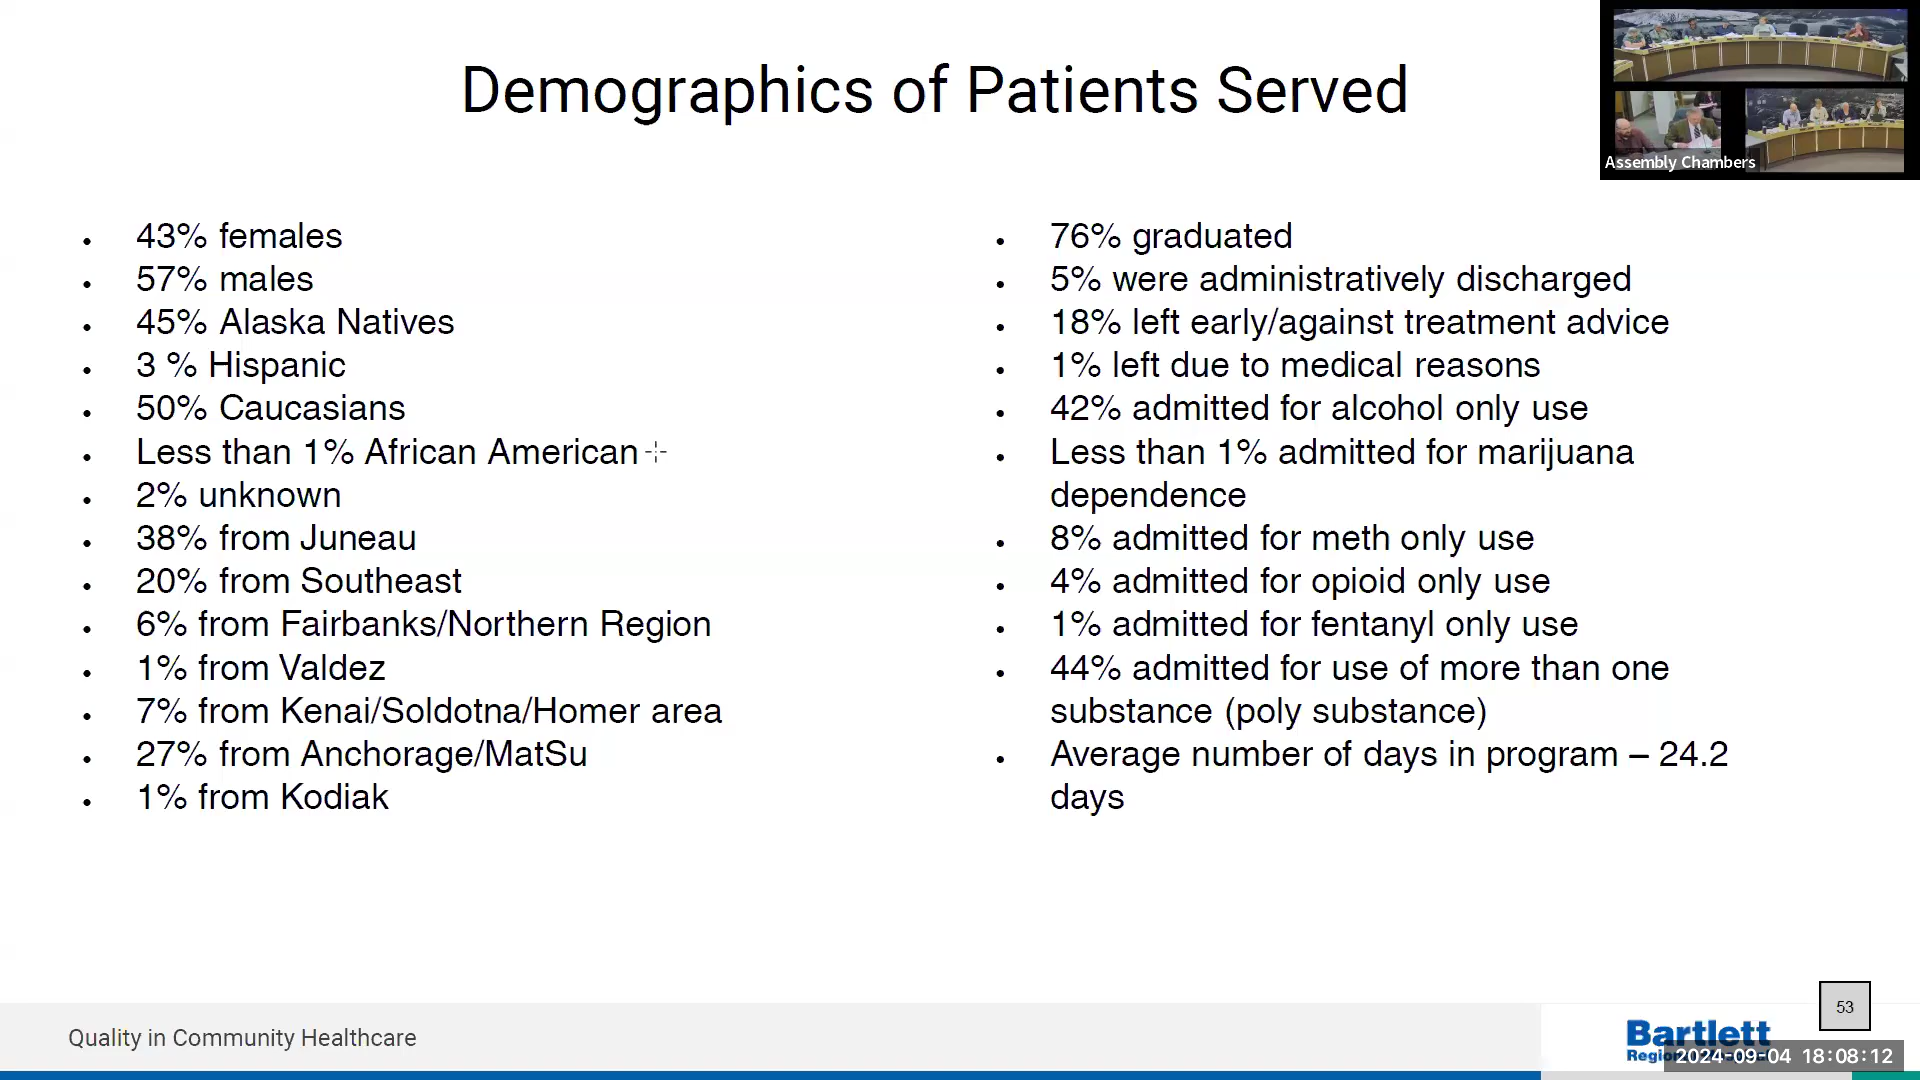 Demographics of Patients Served
Assembly Chambers
• 43% females
• 57% males
• 45% Alaska Natives
• 3 % Hispanic
• 50% Caucasians
• Less than 1% African American
• 2% unknown
• 38% from Juneau
• 20% from Southeast
• 6% from Fairbanks/Northern Region
• 1% from Valdez
• 7% from Kenai/Soldotna/Homer area
• 27% from Anchorage/MatSu
• 1% from Kodiak
• 76% graduated
• 5% were administratively discharged
• 18% left early/against treatment advice
• 1% left due to medical reasons
• 42% admitted for alcohol only use
• Less than 1% admitted for marijuana
dependence
• 8% admitted for meth only use
• 4% admitted for opioid only use
• 1% admitted for fentanyl only use
• 44% admitted for use of more than one
substance (poly substance)
• Average number of days in program – 24.2
days
Quality in Community Healthcare
53
Bartlett
2024-09-04 18:08:12